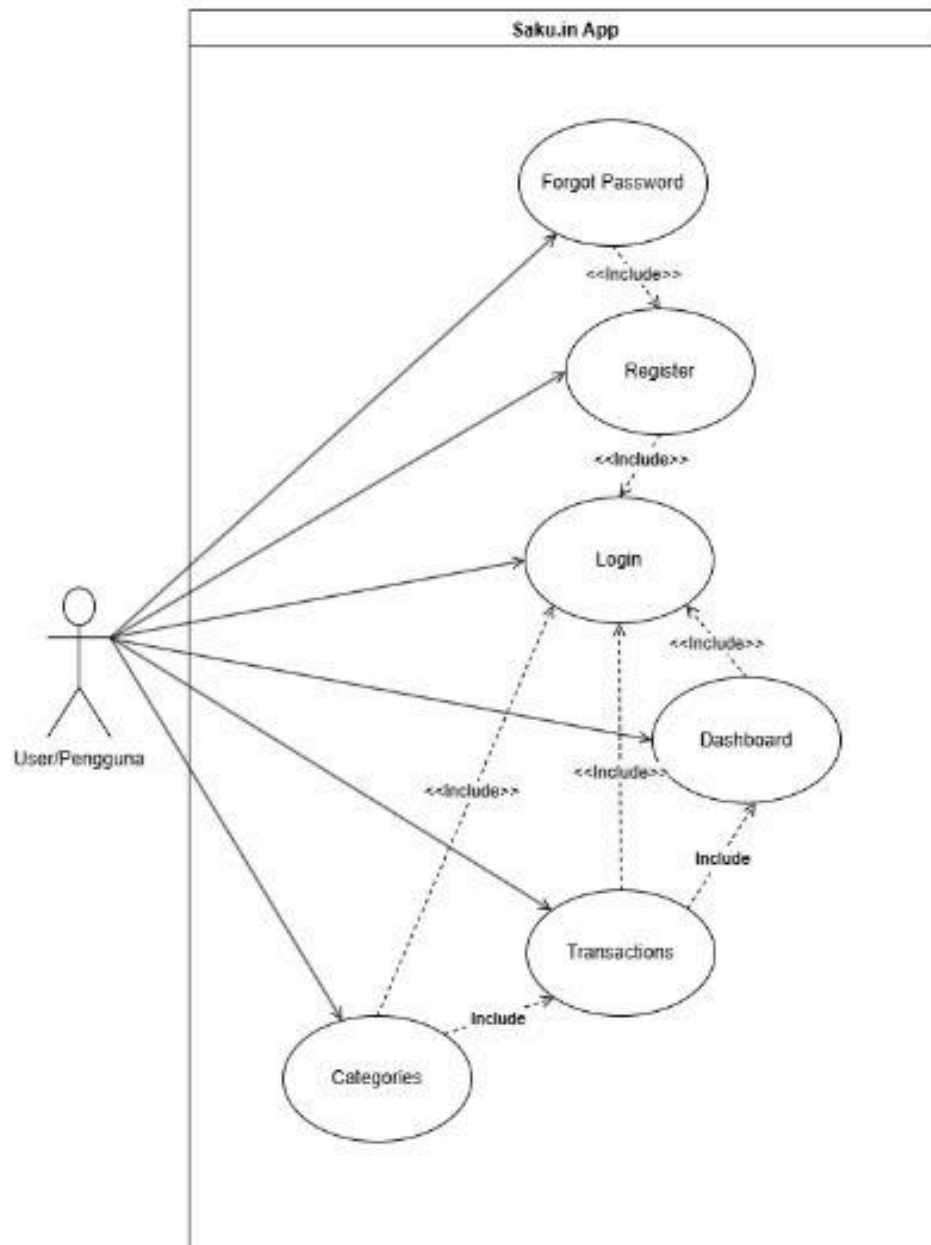 Saku.in App
Forgot Password
<<Include>>
Register
<<Include>>
Login
<<Include>>
User/Pengguna
Dashboard
<<Include>>
<<Include>>
Include
Transactions
Include
Categories